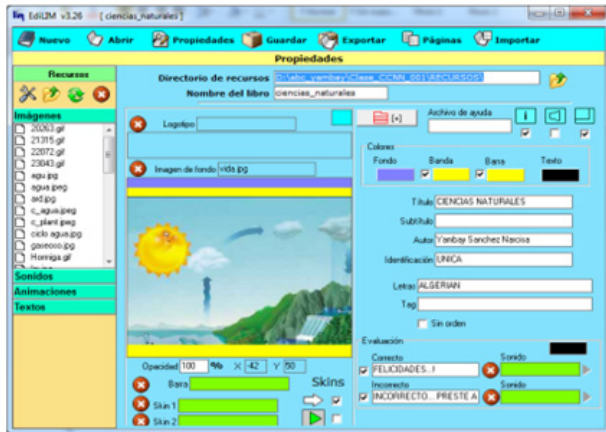 EdiLIM v3.26 [ ciencias_naturales ]
Nuevo Abrir Propiedades Guardar Exportar Páginas Importar
Propiedades
Recursos
Imágenes
20263.gif
21315.gif
22072.gif
23043.gif
agu.jpg
agua.jpeg
ard.jpg
c_agua.jpeg
c_plant.jpeg
ciclo agua.jpg
gaseoso.jpg
Hormiga.gif
Sonidos
Animaciones
Textos
Directorio de recursos D:\abc_yambay\Clase_CCNN_001\RECURSOS\
Nombre del libro ciencias_naturales
Logotipo
Imagen de fondo vida.jpg
Opacidad 100 % X -42 Y 50
Barra
Skins
Skin 1
Skin 2
[+]
Archivo de ayuda
i
Colores
Fondo Banda Barra Texto
Título CIENCIAS NATURALES
Subtítulo
Autor Yambay Sanchez Narcisa
Identificación UNICA
Letras ALGERIAN
Tag
Sin orden
Evaluación
Correcto Sonido
FELICIDADES..!
Incorrecto Sonido
INCORRECTO... PRESTE A